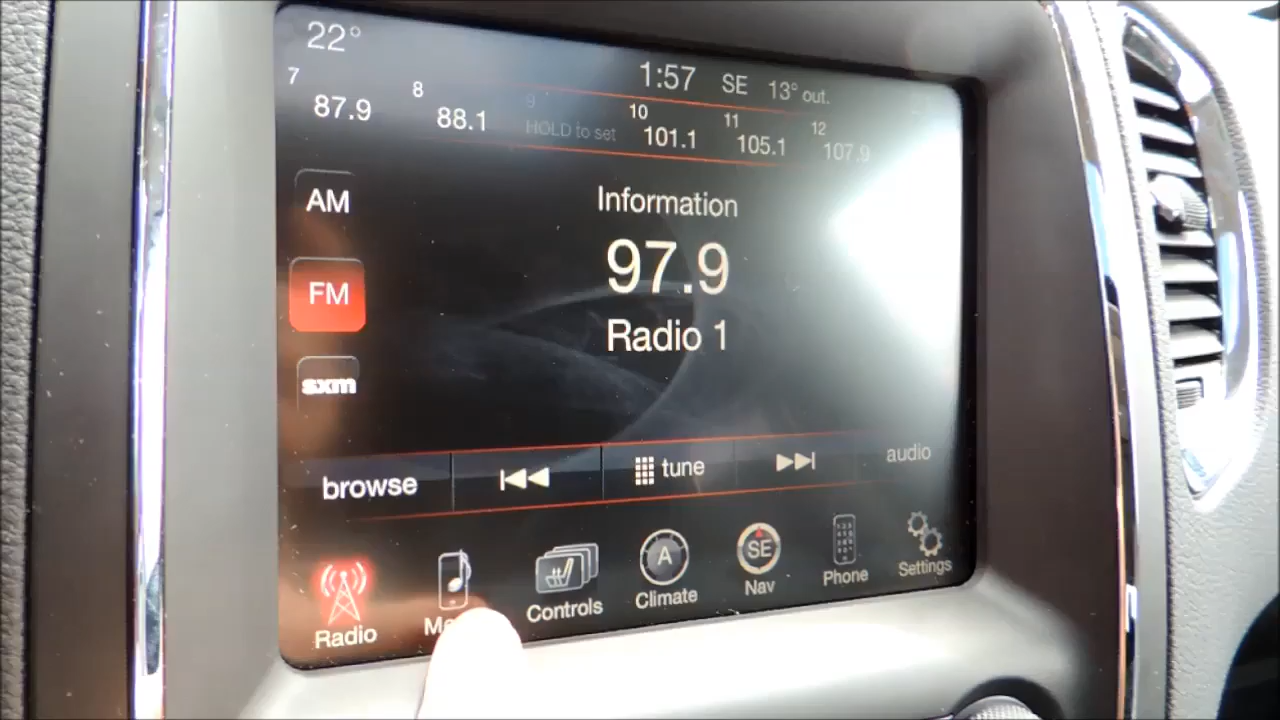 22°
1:57 SE 13° out.
7 8 9 10 11 12
87.9 88.1 HOLD to set 101.1 105.1 107.9
AM
Information
97.9
FM
Radio 1
sxm
browse tune audio
A SE
Radio Controls Climate Nav Phone Settings